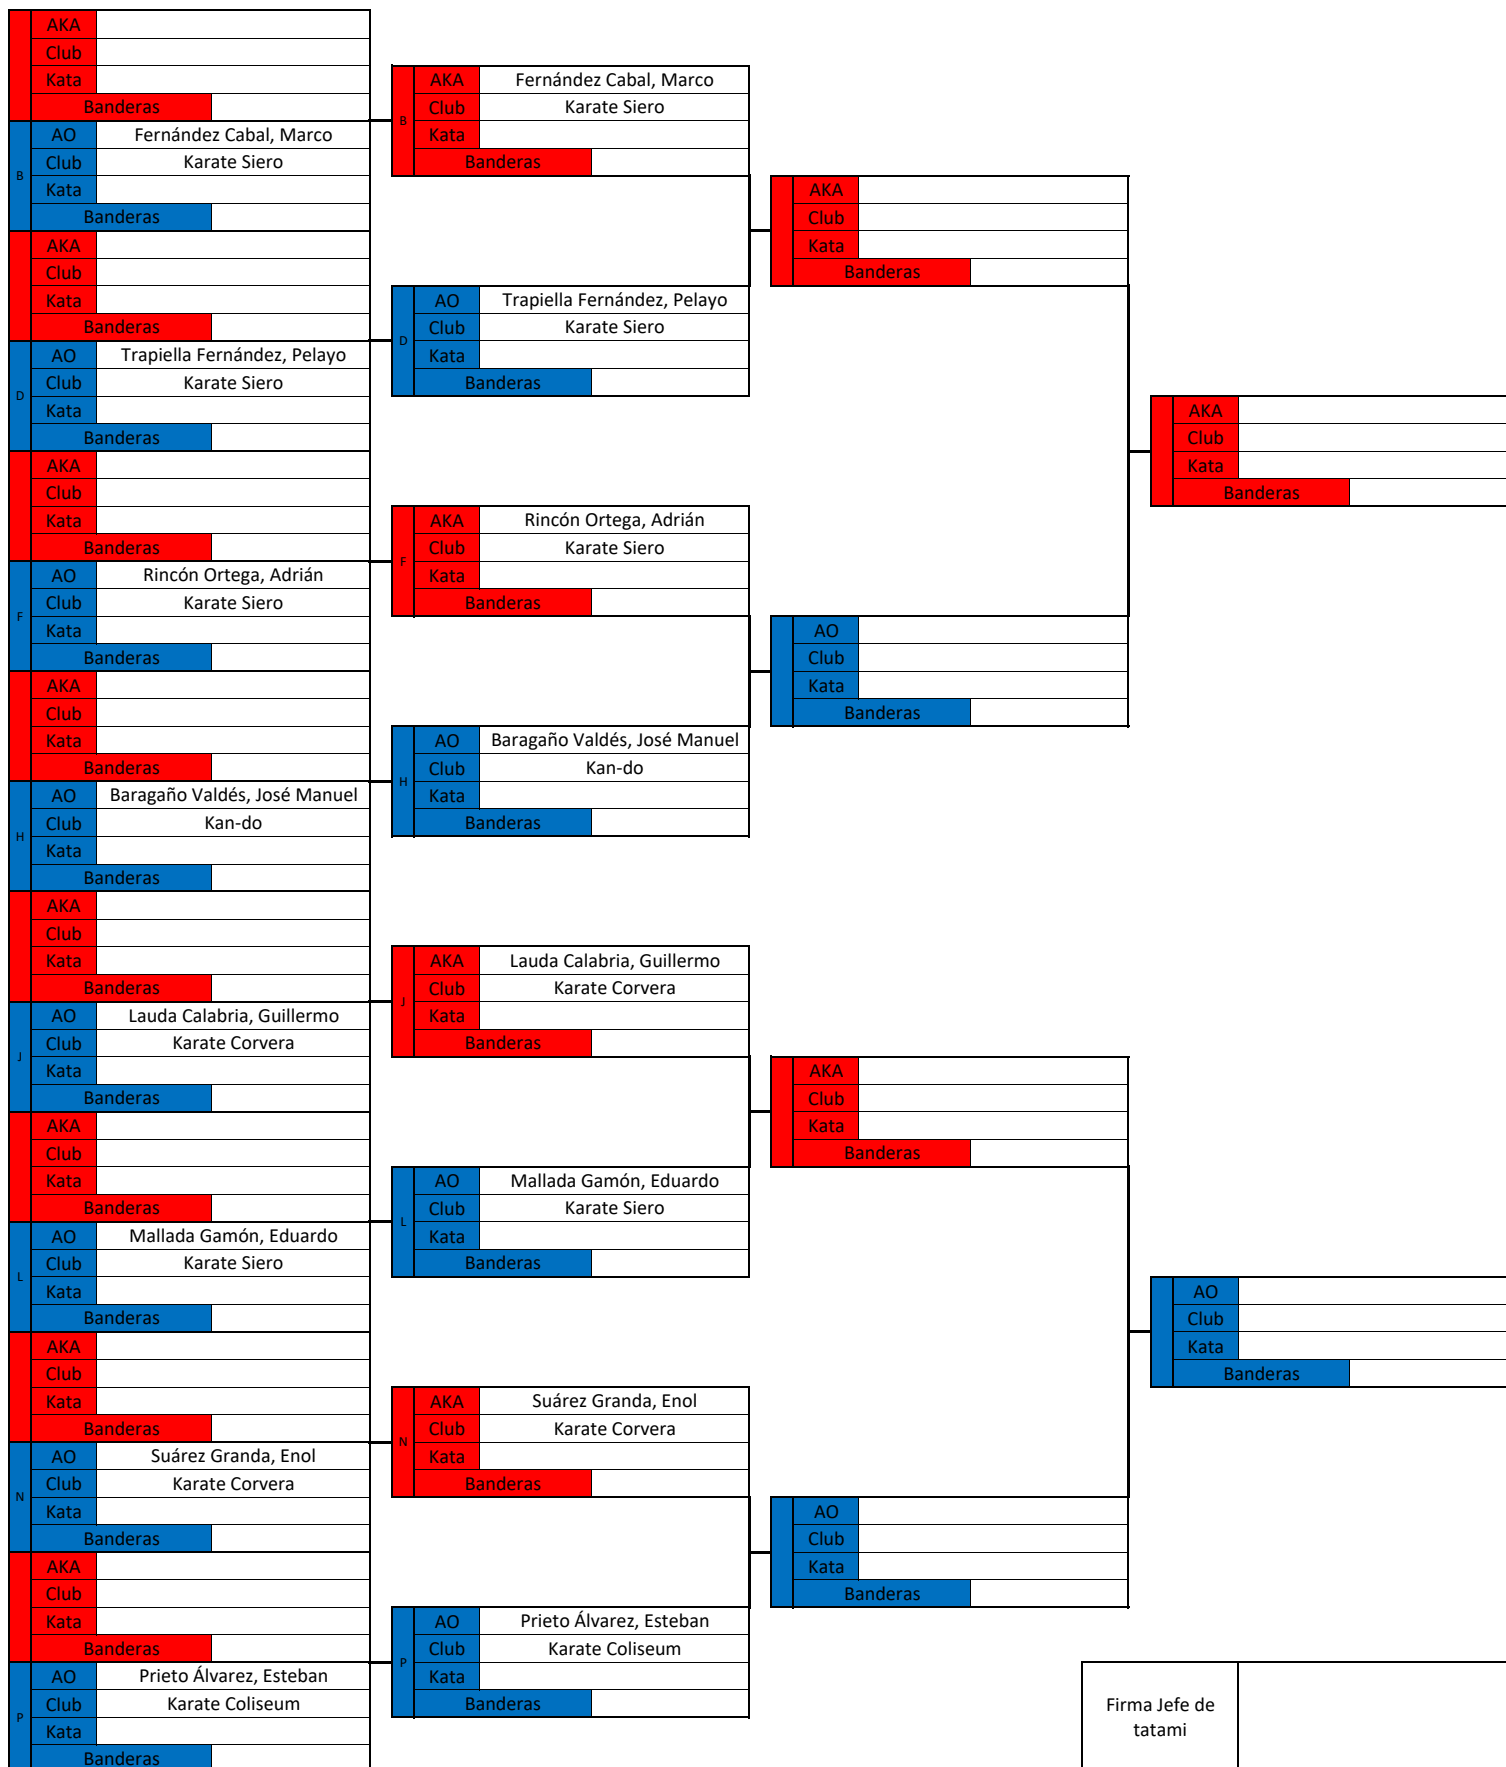 AKA
Club
Kata
Banderas
B
AO Fernández Cabal, Marco
Club Karate Siero
Kata
Banderas
AKA
Club
Kata
Banderas
D
AO Trapiella Fernández, Pelayo
Club Karate Siero
Kata
Banderas
AKA
Club
Kata
Banderas
F
AO Rincón Ortega, Adrián
Club Karate Siero
Kata
Banderas
AKA
Club
Kata
Banderas
H
AO Baragaño Valdés, José Manuel
Club Kan-do
Kata
Banderas
AKA
Club
Kata
Banderas
J
AO Lauda Calabria, Guillermo
Club Karate Corvera
Kata
Banderas
AKA
Club
Kata
Banderas
L
AO Mallada Gamón, Eduardo
Club Karate Siero
Kata
Banderas
AKA
Club
Kata
Banderas
N
AO Suárez Granda, Enol
Club Karate Corvera
Kata
Banderas
AKA
Club
Kata
Banderas
P
AO Prieto Álvarez, Esteban
Club Karate Coliseum
Kata
Banderas
B
AKA Fernández Cabal, Marco
Club Karate Siero
Kata
Banderas
D
AO Trapiella Fernández, Pelayo
Club Karate Siero
Kata
Banderas
F
AKA Rincón Ortega, Adrián
Club Karate Siero
Kata
Banderas
H
AO Baragaño Valdés, José Manuel
Club Kan-do
Kata
Banderas
J
AKA Lauda Calabria, Guillermo
Club Karate Corvera
Kata
Banderas
L
AO Mallada Gamón, Eduardo
Club Karate Siero
Kata
Banderas
N
AKA Suárez Granda, Enol
Club Karate Corvera
Kata
Banderas
P
AO Prieto Álvarez, Esteban
Club Karate Coliseum
Kata
Banderas
AKA
Club
Kata
Banderas
AO
Club
Kata
Banderas
AKA
Club
Kata
Banderas
AO
Club
Kata
Banderas
AKA
Club
Kata
Banderas
AO
Club
Kata
Banderas
Firma Jefe de
tatami